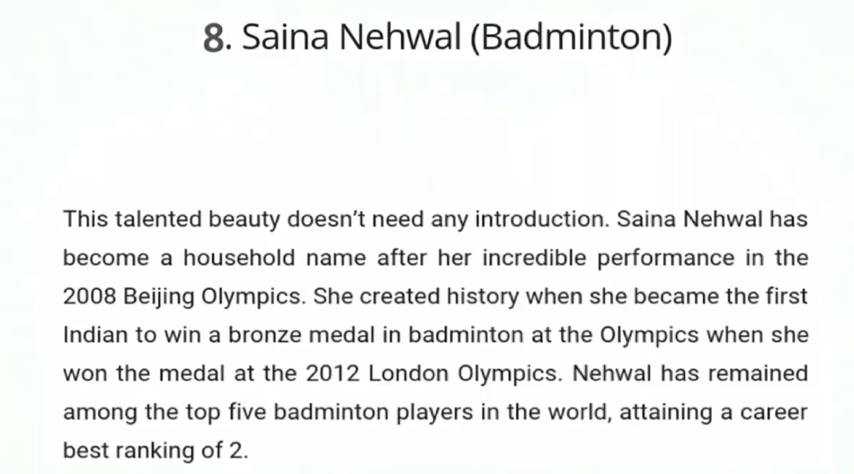 8. Saina Nehwal (Badminton)
This talented beauty doesn’t need any introduction. Saina Nehwal has
become a household name after her incredible performance in the
2008 Beijing Olympics. She created history when she became the first
Indian to win a bronze medal in badminton at the Olympics when she
won the medal at the 2012 London Olympics. Nehwal has remained
among the top five badminton players in the world, attaining a career
best ranking of 2.